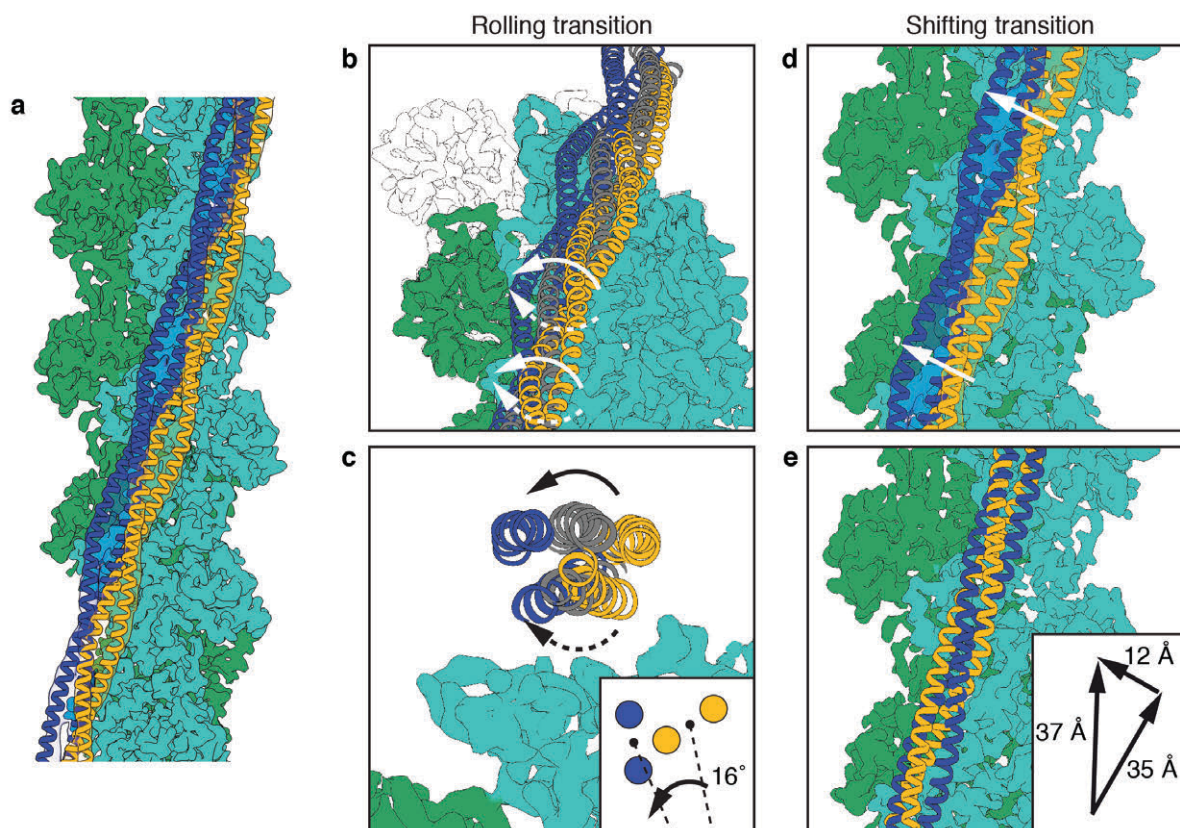 Rolling transition
Shifting transition
a
b
c
16°
d
e
12 Å
37 Å
35 Å